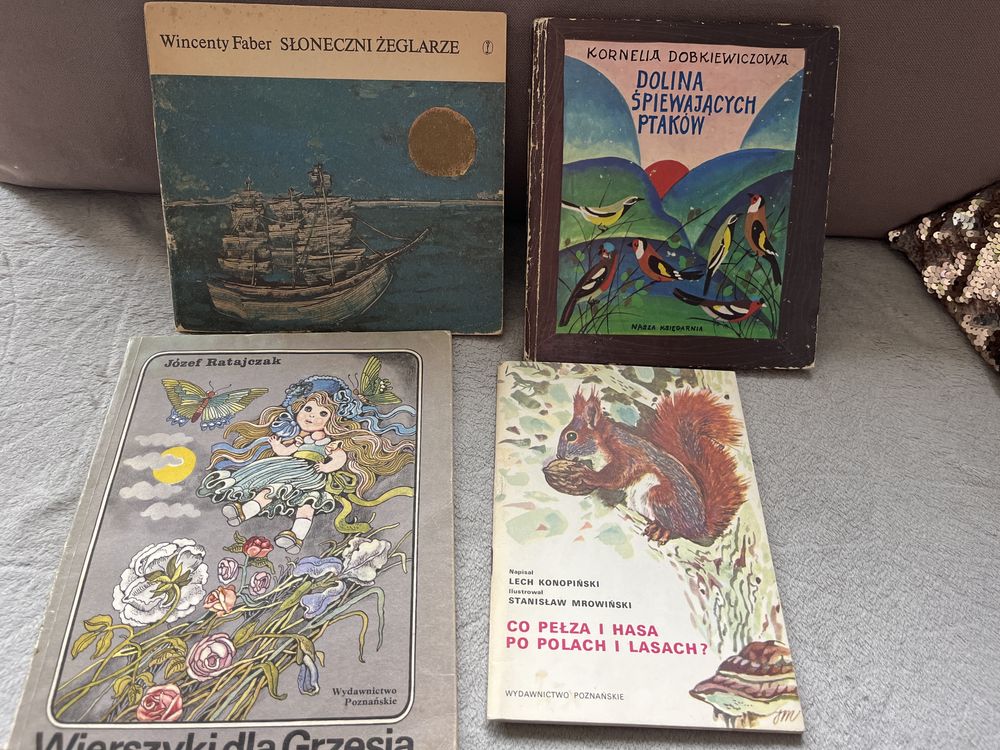 Wincenty Faber SŁONECZNI ŻEGLARZE
KORNELIA DOBKIEWICZOWA
DOLINA
ŚPIEWAJĄCYCH
PTAKÓW
NASZA KSIĘGARNIA
Józef Ratajczak
Wydawnictwo
Poznańskie
Wierszyki dla Grzesia
Napisał
LECH KONOPIŃSKI
Ilustrował
STANISŁAW MROWIŃSKI
CO PEŁZA I HASA
PO POLACH I LASACH?
WYDAWNICTWO POZNAŃSKIE